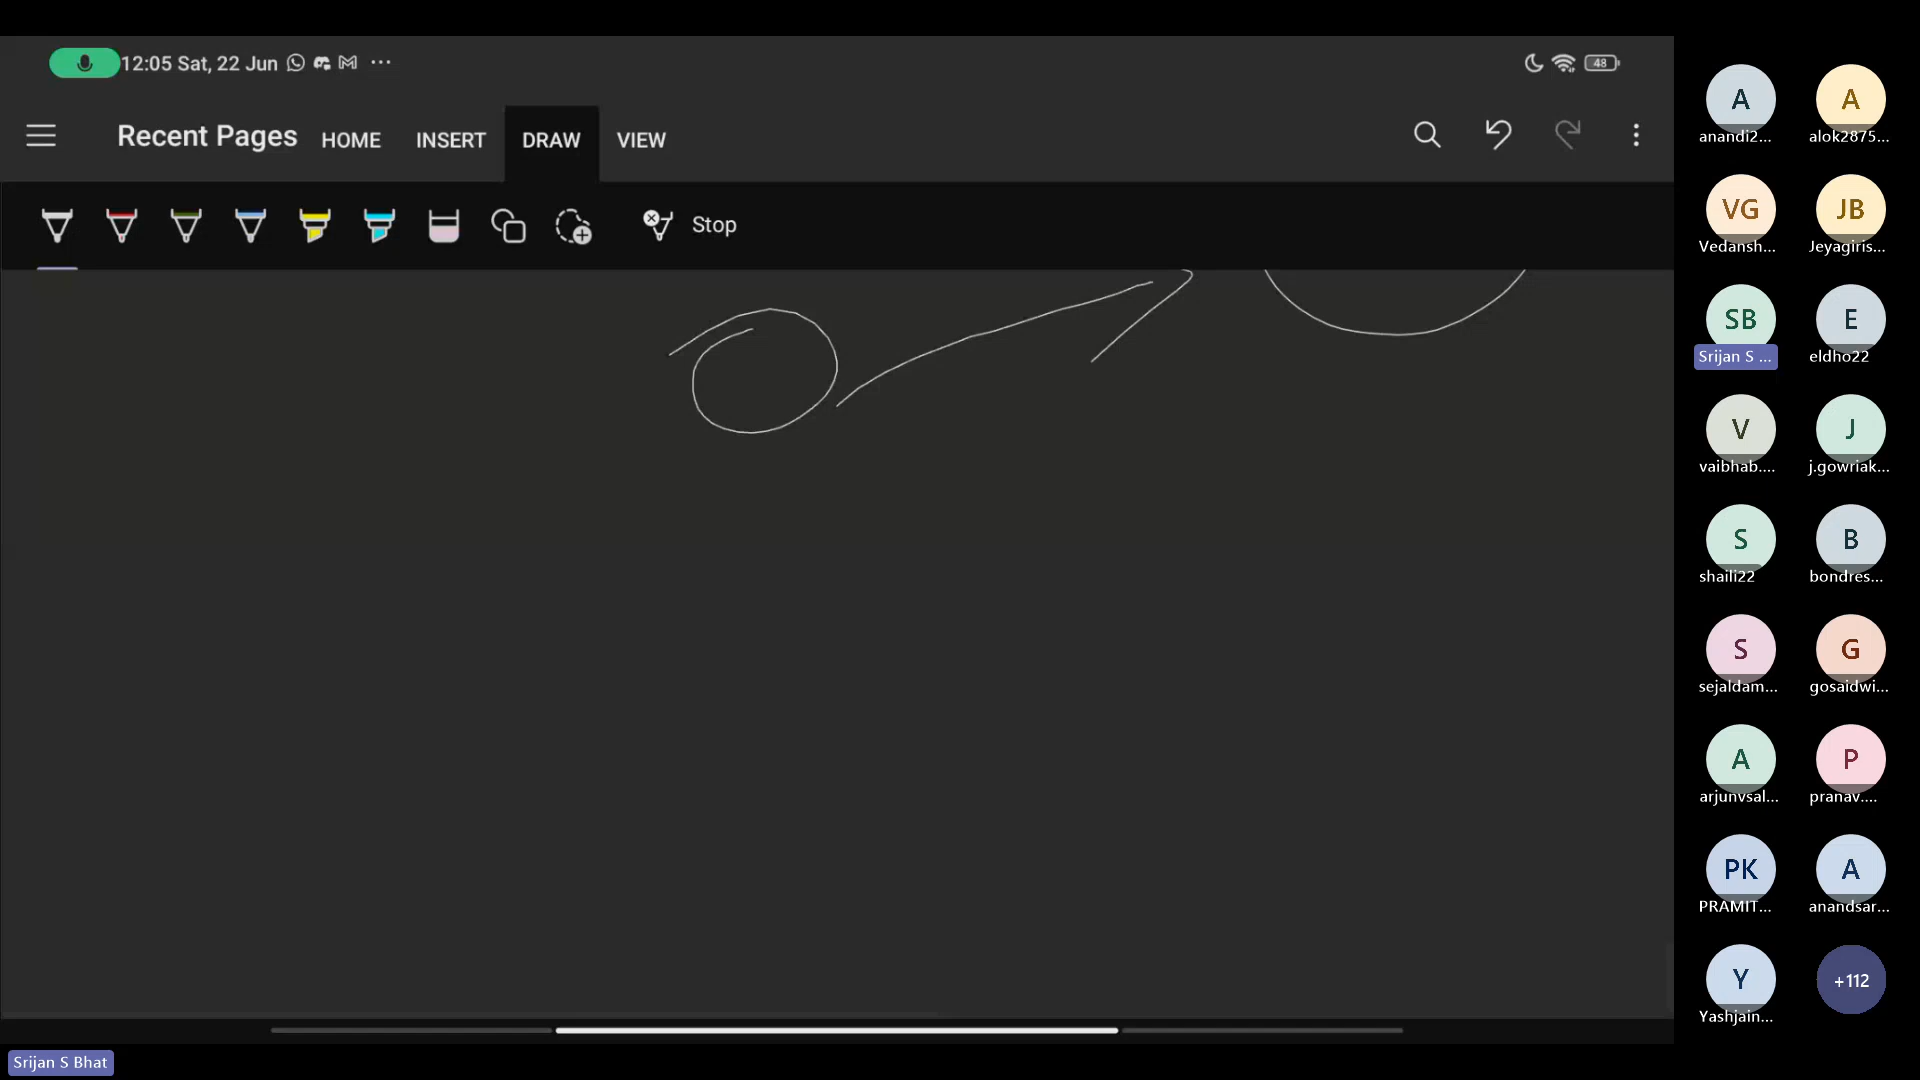 12:05 Sat, 22 Jun
48
Recent Pages HOME INSERT DRAW VIEW
Stop
A
anandi2...
A
alok2875...
VG
Vedansh...
JB
Jeyagiris...
SB
Srijan S ...
E
eldho22
V
vaibhab....
J
j.gowriak...
S
shaili22
B
bondres...
S
sejaldam...
G
gosaidwi...
A
arjunvsal...
P
pranav....
PK
PRAMIT...
A
anandsar...
Y
Yashjain...
+112
Srijan S Bhat